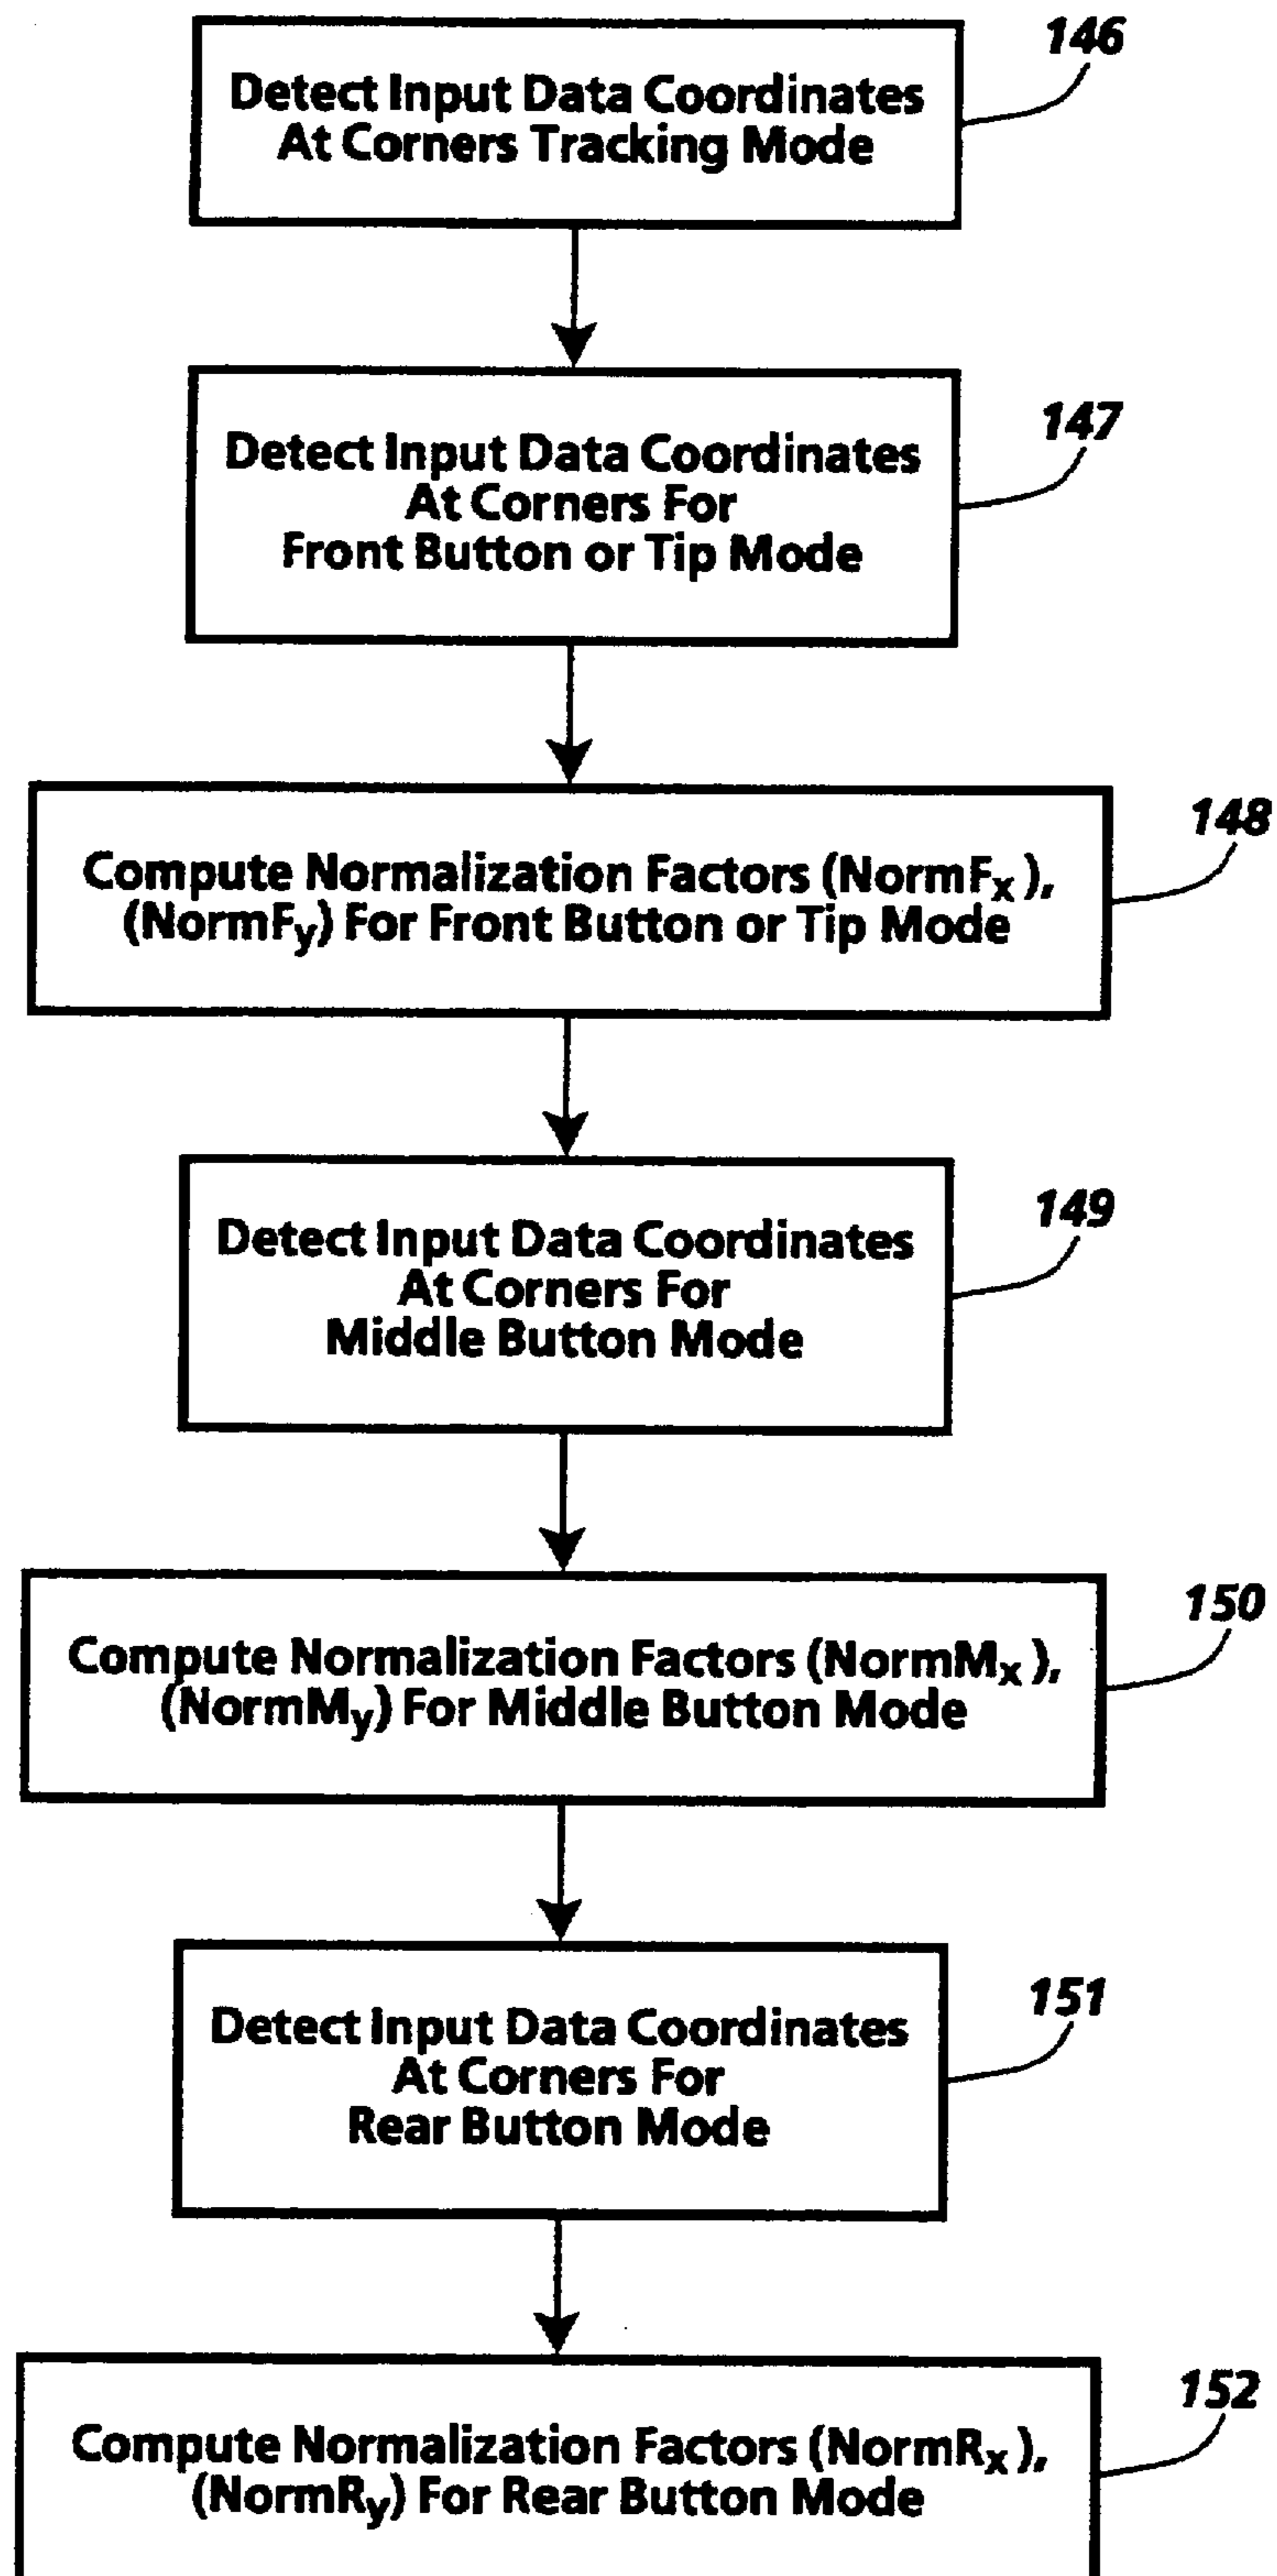 146
Detect Input Data Coordinates
At Corners Tracking Mode
147
Detect Input Data Coordinates
At Corners For
Front Button or Tip Mode
148
Compute Normalization Factors (NormFx),
(NormFy) For Front Button or Tip Mode
149
Detect Input Data Coordinates
At Corners For
Middle Button Mode
150
Compute Normalization Factors (NormMx),
(NormMy) For Middle Button Mode
151
Detect Input Data Coordinates
At Corners For
Rear Button Mode
152
Compute Normalization Factors (NormRx),
(NormRy) For Rear Button Mode